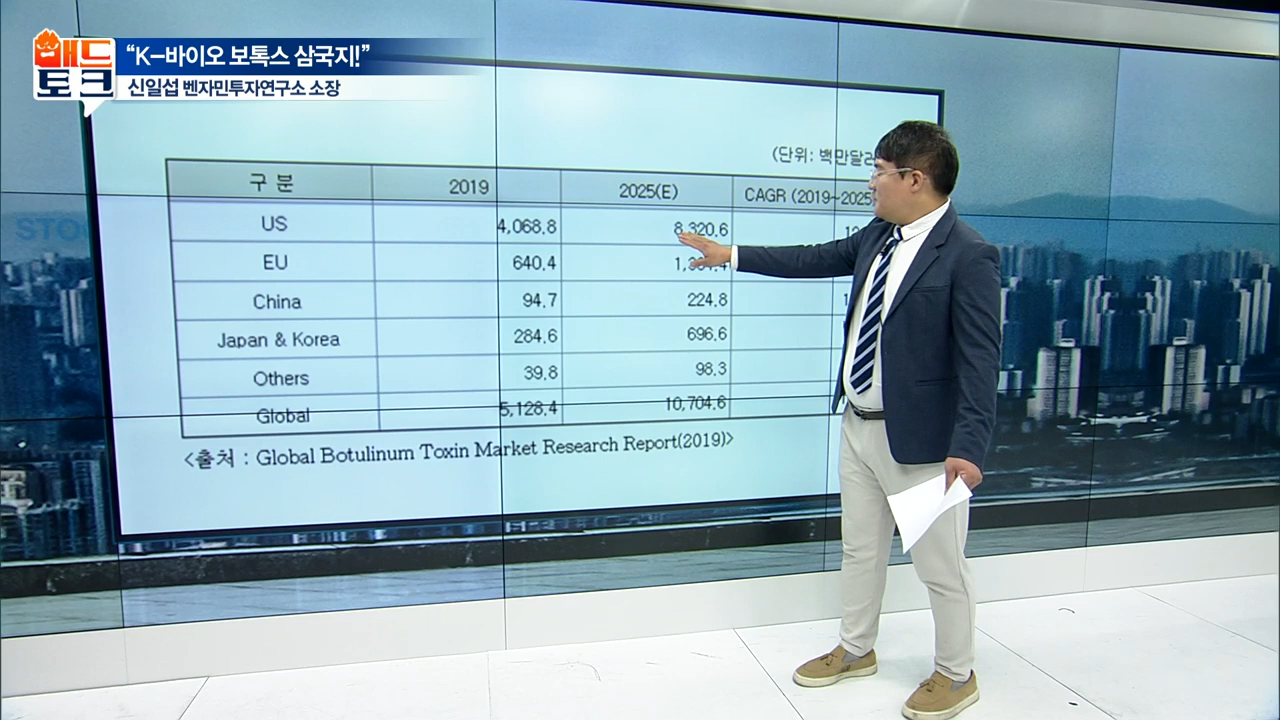 매드
토크
“K-바이오 보톡스 삼국지!”
신일섭 벤자민투자연구소 소장
(단위: 백만달러
구 분 2019 2025(E) CAGR (2019~2025
US 4,068.8 8,320.6
EU 640.4
China 94.7 224.8
Japan & Korea 284.6 696.6
Others 39.8 98.3
Global 5,128.4 10,704.6
<출처 : Global Botulinum Toxin Market Research Report(2019)>